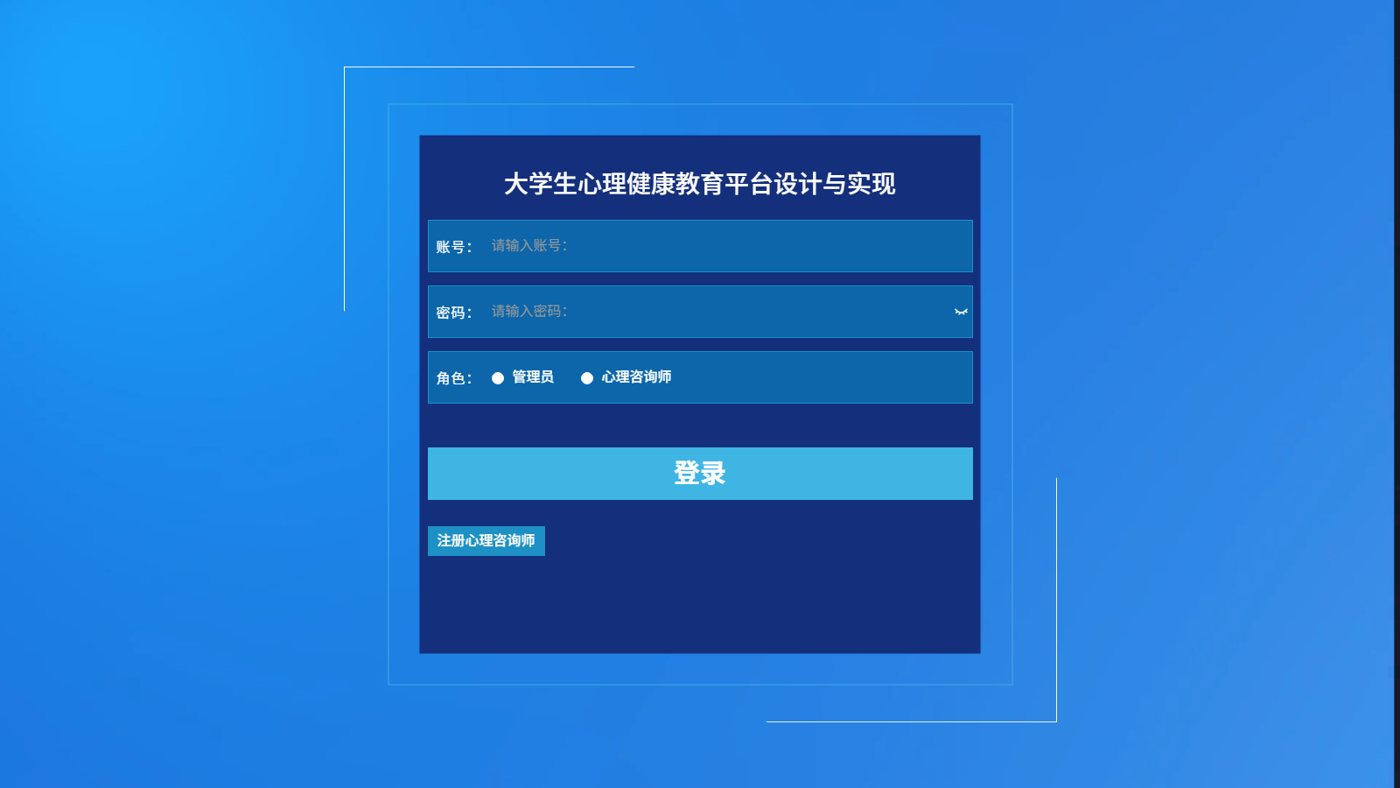 大学生心理健康教育平台设计与实现
账号： 请输入账号：
密码： 请输入密码：
角色： 管理员 心理咨询师
登录
注册心理咨询师